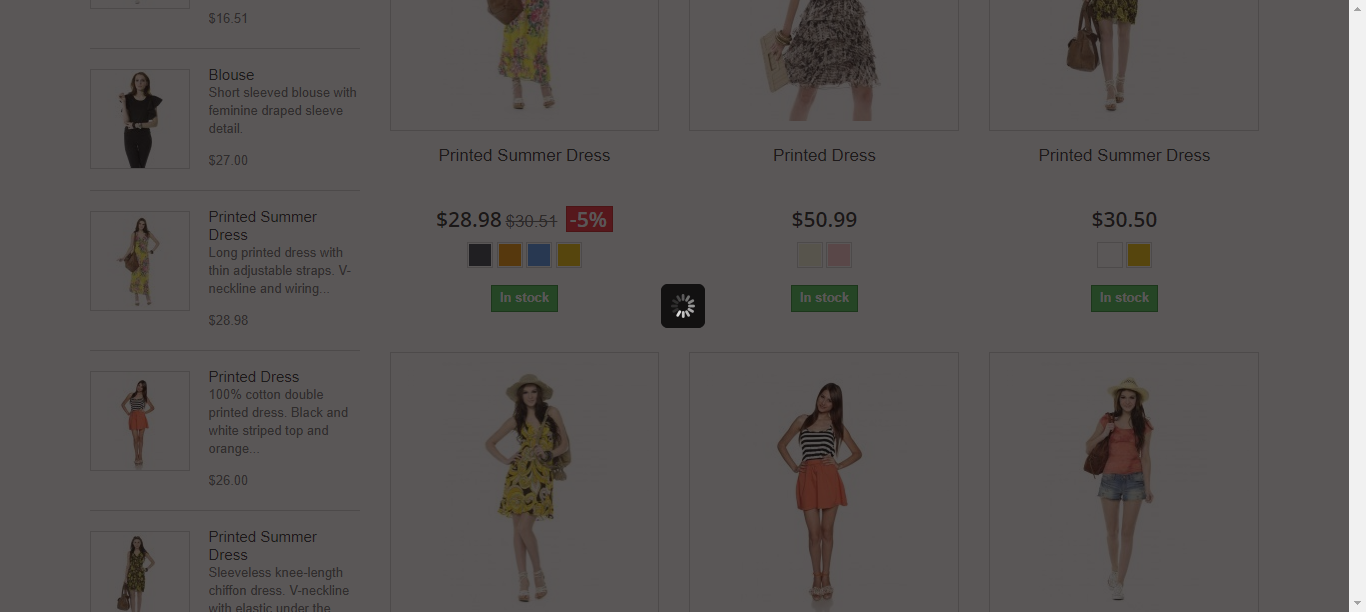 $16.51
Blouse
Short sleeved blouse with
feminine draped sleeve
detail.
$27.00
Printed Summer
Dress
Long printed dress with
thin adjustable straps. V-
neckline and wiring...
$28.98
Printed Dress
100% cotton double
printed dress. Black and
white striped top and
orange...
$26.00
Printed Summer
Dress
Sleeveless knee-length
chiffon dress. V-neckline
with elastic under the
Printed Summer Dress
$28.98 $30.51 -5%
In stock
Printed Dress
$50.99
In stock
Printed Summer Dress
$30.50
In stock